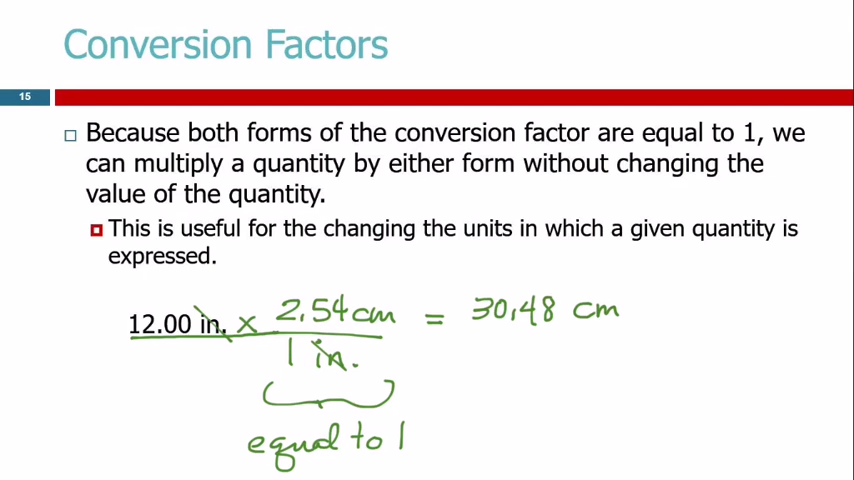 Conversion Factors
15
Because both forms of the conversion factor are equal to 1, we
can multiply a quantity by either form without changing the
value of the quantity.
This is useful for the changing the units in which a given quantity is
expressed.
12.00 in. × 2.54 cm = 30.48 cm
1 in.
equal to 1